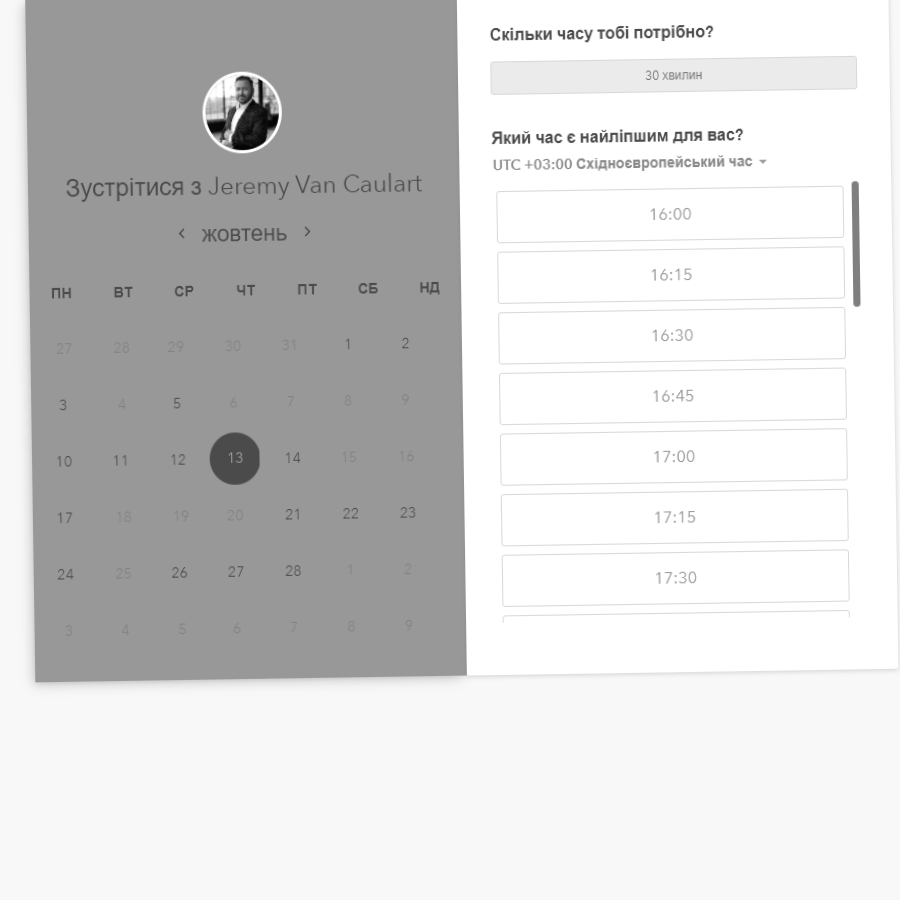 Зустрітися з Jeremy Van Caulart
жовтень
ПН ВТ СР ЧТ ПТ СБ НД
27 28 29 30 31 1 2
3 4 5 6 7 8 9
10 11 12 13 14 15 16
17 18 19 20 21 22 23
24 25 26 27 28 1 2
3 4 5 6 7 8 9
Скільки часу тобі потрібно?
30 хвилин
Який час є найліпшим для вас?
UTC +03:00 Східноєвропейський час
16:00
16:15
16:30
16:45
17:00
17:15
17:30